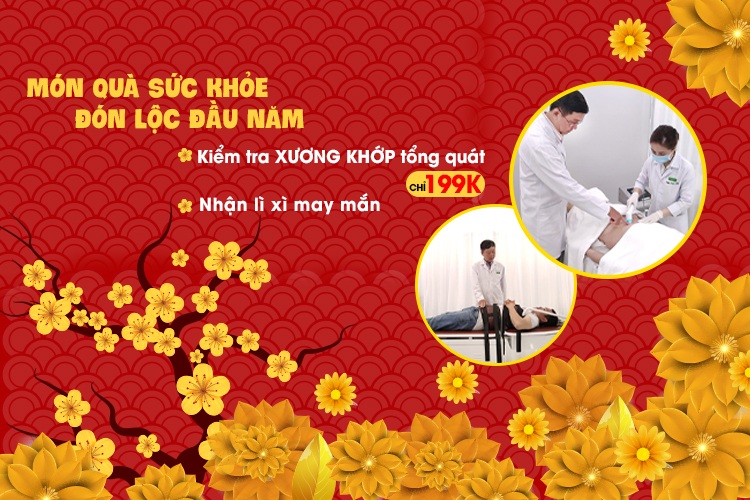 MÓN QUÀ SỨC KHỎE
ĐÓN LỘC ĐẦU NĂM
Kiểm tra XƯƠNG KHỚP tổng quát
CHỈ 199K
Nhận lì xì may mắn